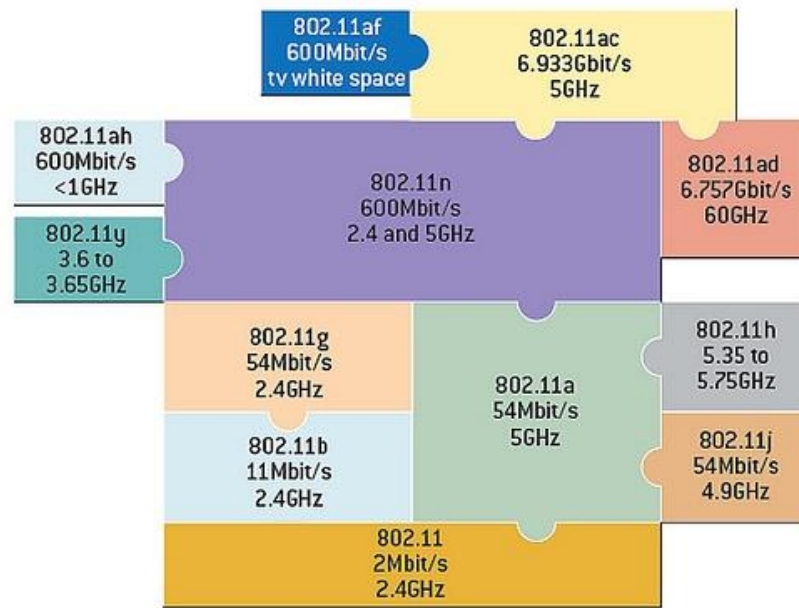 802.11af
600Mbit/s
tv white space
802.11ac
6.933Gbit/s
5GHz
802.11ah
600Mbit/s
<1GHz
802.11n
600Mbit/s
2.4 and 5GHz
802.11ad
6.757Gbit/s
60GHz
802.11y
3.6 to
3.65GHz
802.11g
54Mbit/s
2.4GHz
802.11a
54Mbit/s
5GHz
802.11h
5.35 to
5.75GHz
802.11b
11Mbit/s
2.4GHz
802.11j
54Mbit/s
4.9GHz
802.11
2Mbit/s
2.4GHz